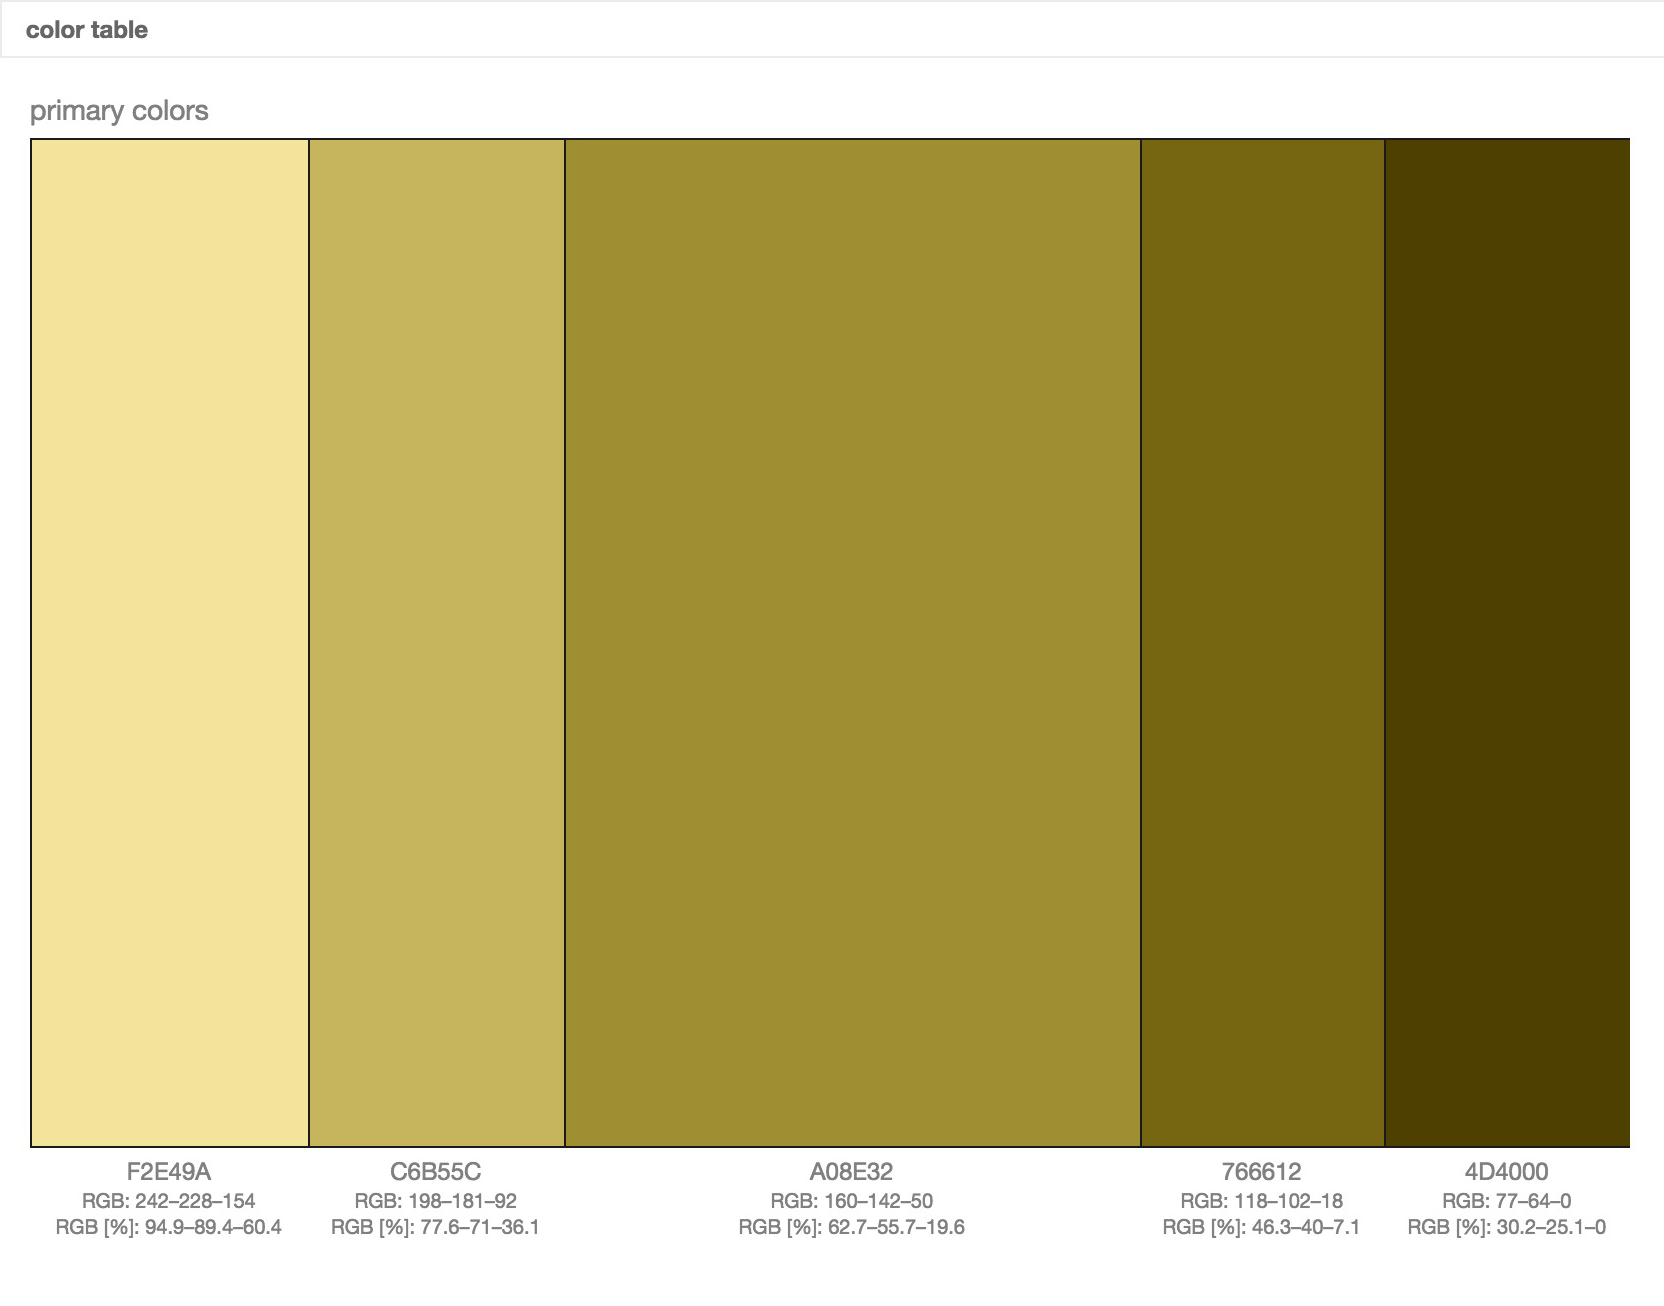 color table
primary colors
F2E49A
RGB: 242–228–154
RGB [%]: 94.9–89.4–60.4
C6B55C
RGB: 198–181–92
RGB [%]: 77.6–71–36.1
A08E32
RGB: 160–142–50
RGB [%]: 62.7–55.7–19.6
766612
RGB: 118–102–18
RGB [%]: 46.3–40–7.1
4D4000
RGB: 77–64–0
RGB [%]: 30.2–25.1–0